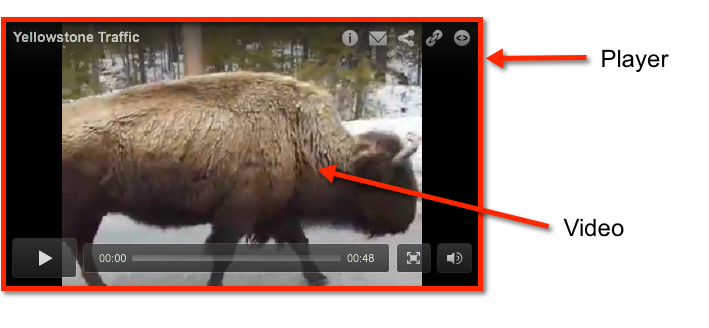 Yellowstone Traffic
Player
Video
00:00
00:48